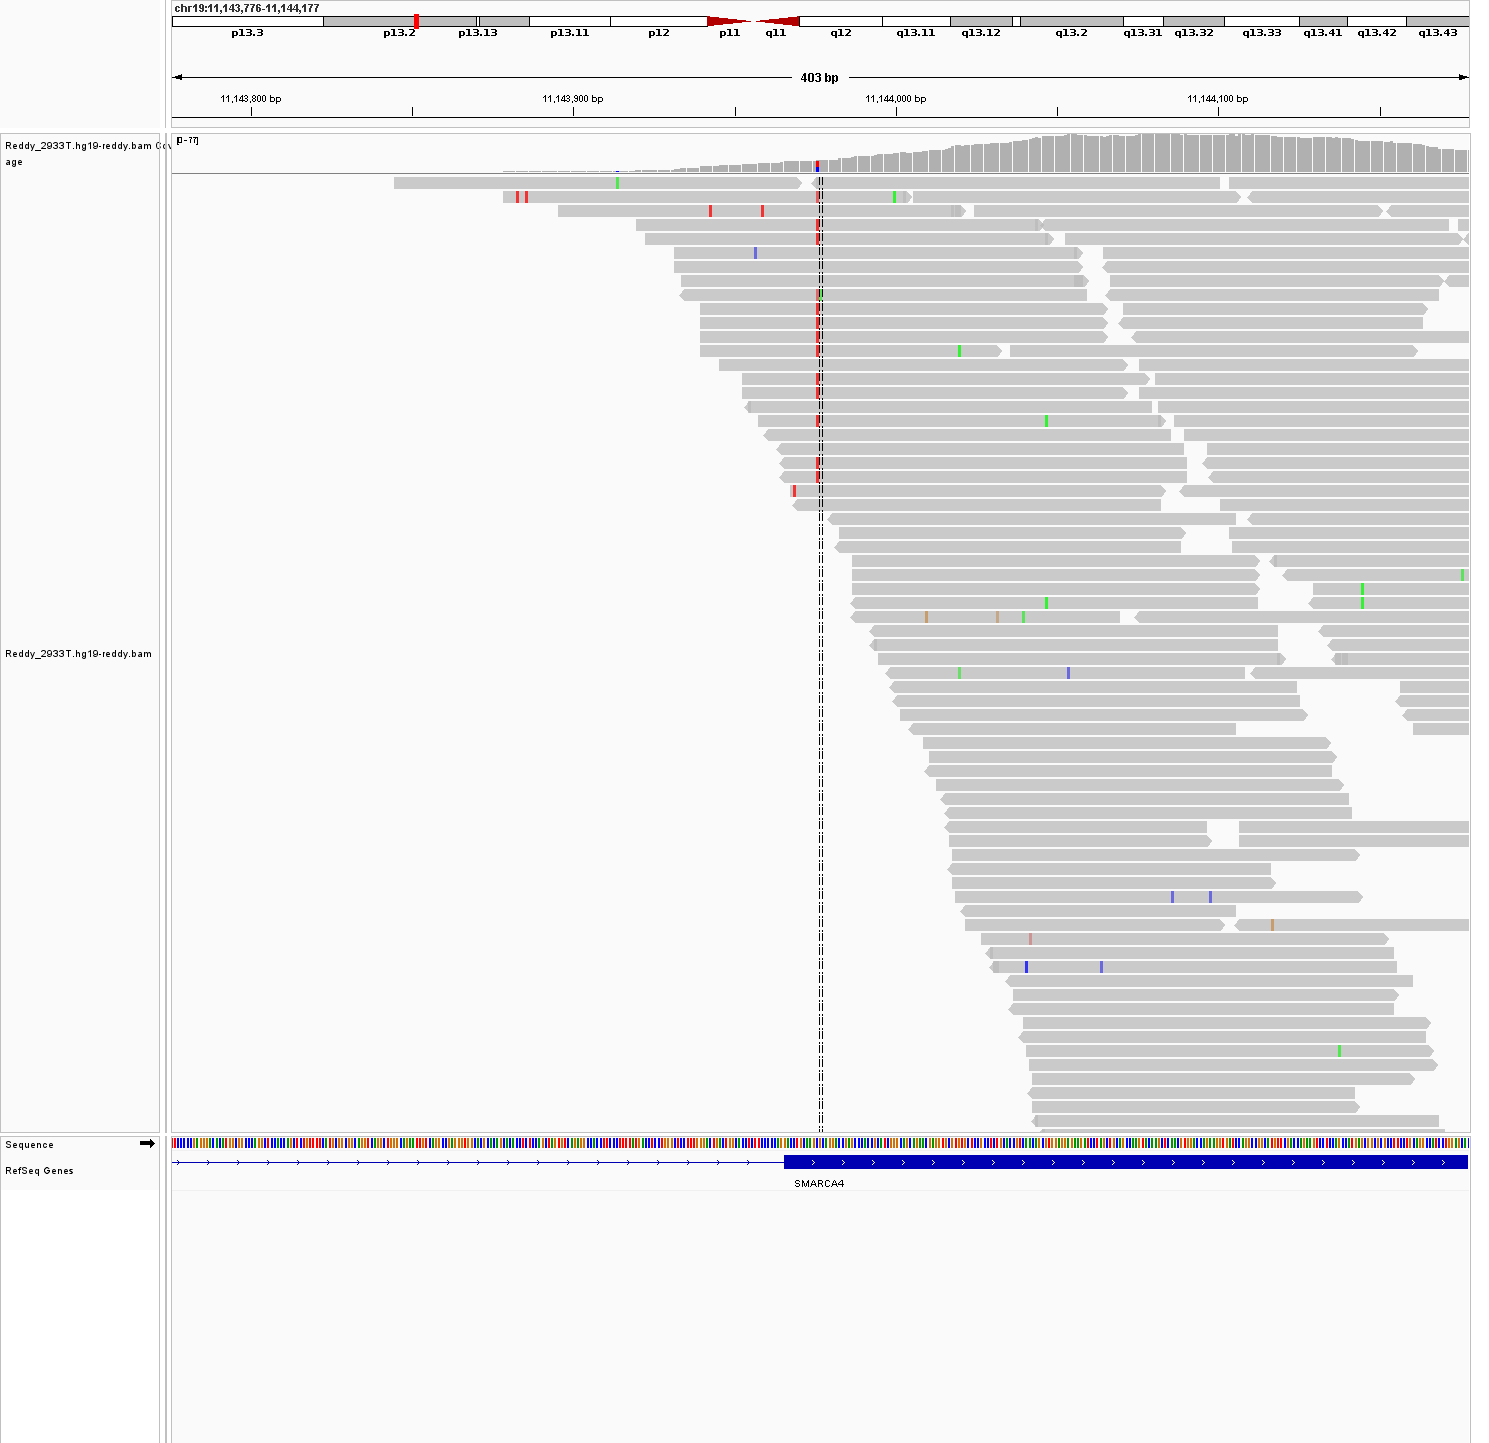 chr19:11,143,776-11,144,177
p13.3 p13.2 p13.13 p13.11 p12 p11 q11 q12 q13.11 q13.12 q13.2 q13.31 q13.32 q13.33 q13.41 q13.42 q13.43
403 bp
11,143,800 bp 11,143,900 bp 11,144,000 bp 11,144,100 bp
[0-77]
Reddy_2933T.hg19-reddy.bam Cov
age
Reddy_2933T.hg19-reddy.bam
Sequence
RefSeq Genes
SMARCA4